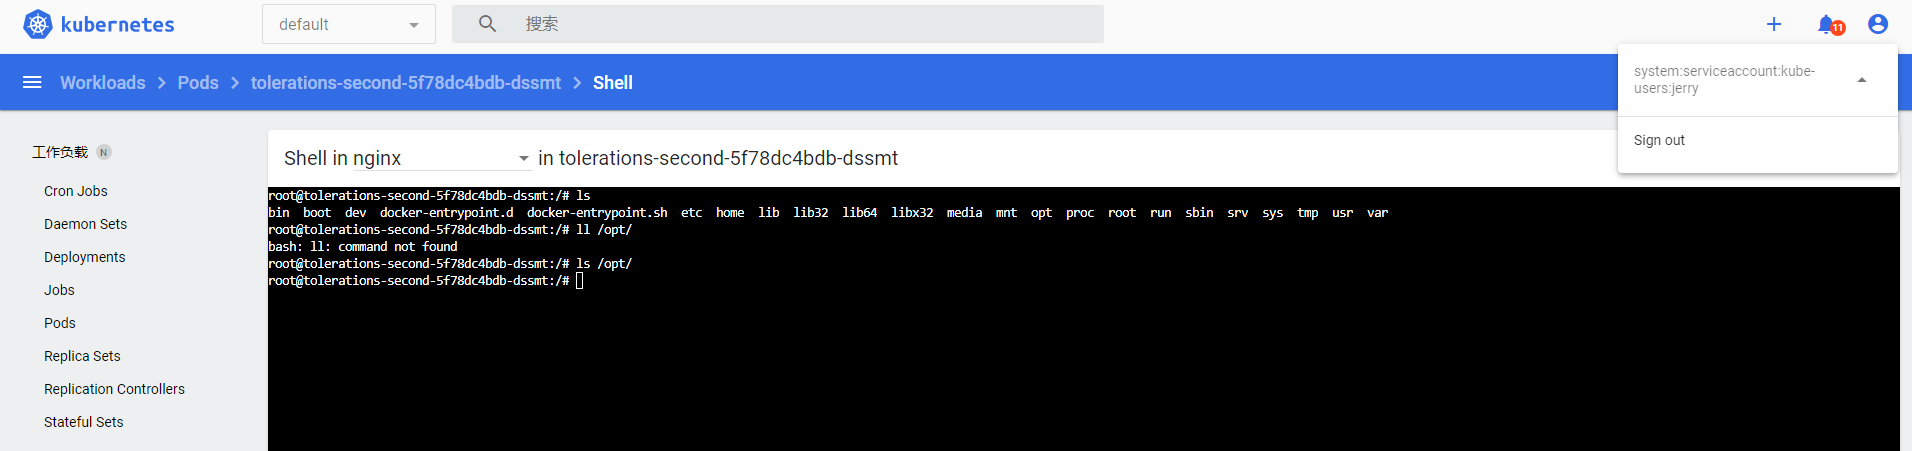 kubernetes
default
搜索
11
Workloads > Pods > tolerations-second-5f78dc4bdb-dssmt > Shell
system:serviceaccount:kube-
users:jerry
Sign out
工作负载 N
Cron Jobs
Daemon Sets
Deployments
Jobs
Pods
Replica Sets
Replication Controllers
Stateful Sets
Shell in nginx in tolerations-second-5f78dc4bdb-dssmt
root@tolerations-second-5f78dc4bdb-dssmt:/# ls
bin boot dev docker-entrypoint.d docker-entrypoint.sh etc home lib lib32 lib64 libx32 media mnt opt proc root run sbin srv sys tmp usr var
root@tolerations-second-5f78dc4bdb-dssmt:/# ll /opt/
bash: ll: command not found
root@tolerations-second-5f78dc4bdb-dssmt:/# ls /opt/
root@tolerations-second-5f78dc4bdb-dssmt:/#